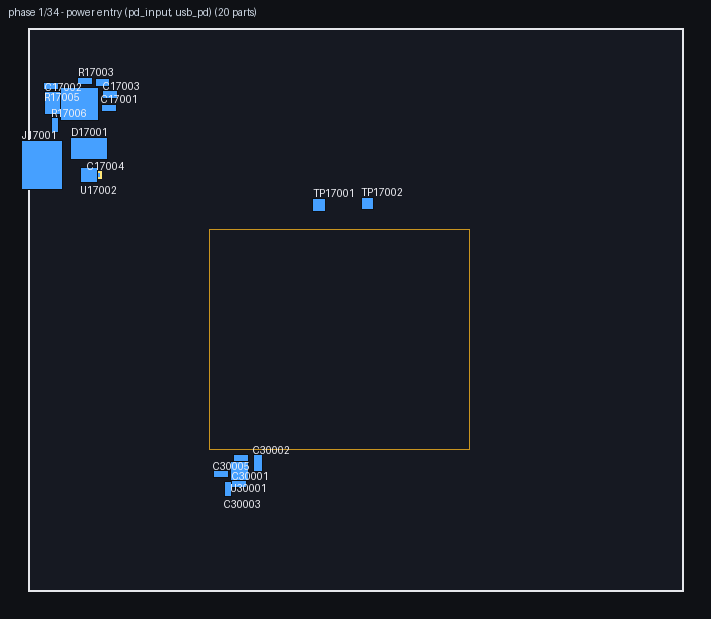 phase 1/34 - power entry (pd_input, usb_pd) (20 parts)
R17003
C17002
C17003
R17005
C17001
R17006
J17001
D17001
C17004
U17002
TP17001
TP17002
C30002
C30005
C30001
U30001
C30003